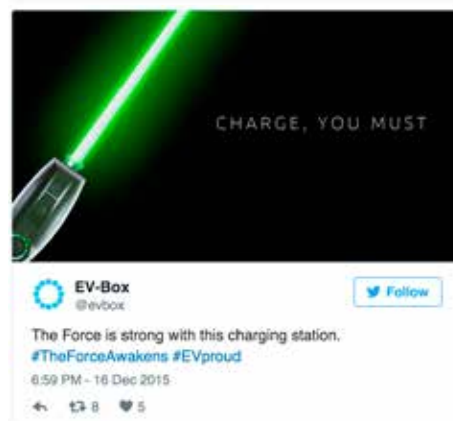 CHARGE, YOU MUST
EV-Box
@evbox
Follow
The Force is strong with this charging station.
#TheForceAwakens #EVproud
6:59 PM - 16 Dec 2015
8 5